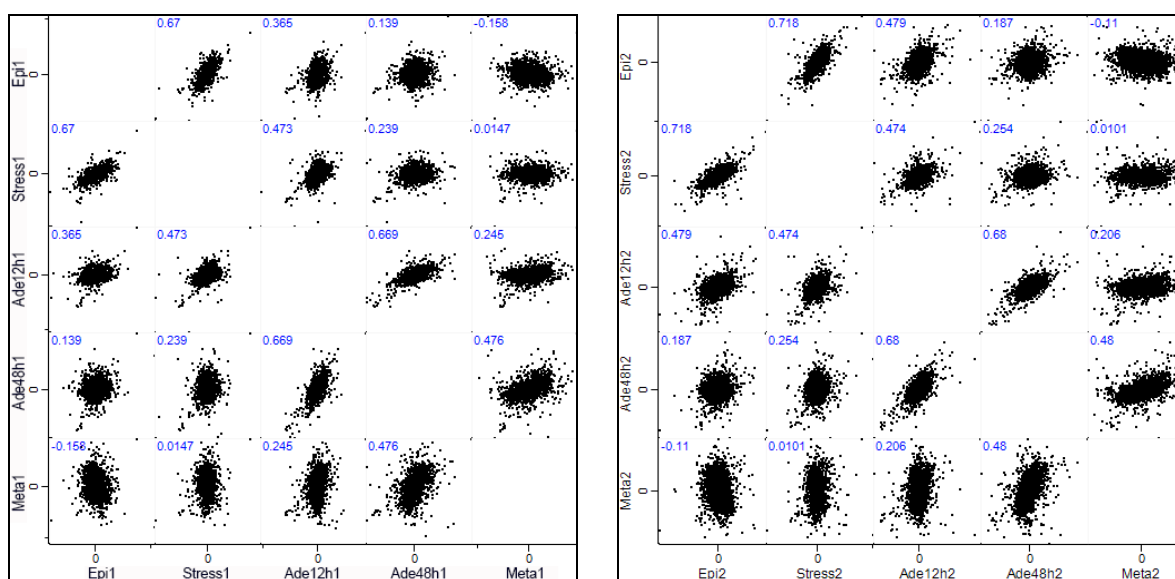 0.67 0.365 0.139 -0.158
Epi1 0
0.67 0.473 0.239 0.0147
Stress1 0
0.365 0.473 0.669 0.245
Ade12h1 0
0.139 0.239 0.669 0.476
Ade48h1 0
-0.158 0.0147 0.245 0.476
Meta1 0
0 0 0 0 0
Epi1 Stress1 Ade12h1 Ade48h1 Meta1
0.718 0.479 0.187 -0.11
Epi2 0
0.718 0.474 0.254 0.0101
Stress2 0
0.479 0.474 0.68 0.206
Ade12h2 0
0.187 0.254 0.68 0.48
Ade48h2 0
-0.11 0.0101 0.206 0.48
Meta2 0
0 0 0 0 0
Epi2 Stress2 Ade12h2 Ade48h2 Meta2